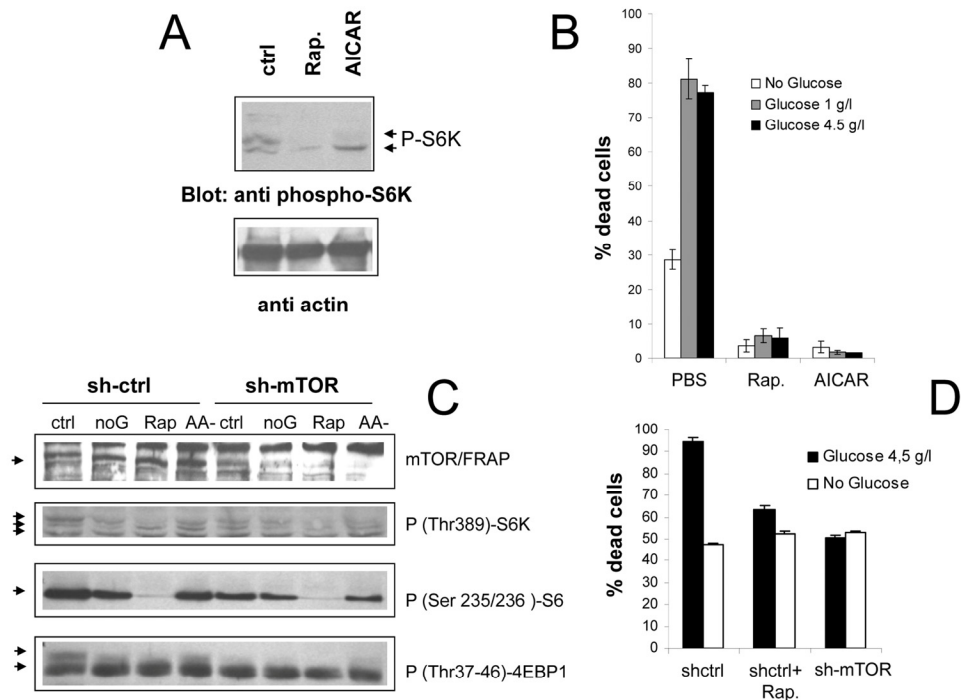 A
ctrl
Rap.
AICAR
P-S6K
Blot: anti phospho-S6K
anti actin
B
100
90
80
70
60
50
40
30
20
10
0
% dead cells
No Glucose
Glucose 1 g/l
Glucose 4.5 g/l
PBS Rap. AICAR
C
sh-ctrl sh-mTOR
ctrl noG Rap AA- ctrl noG Rap AA-
mTOR/FRAP
P (Thr389)-S6K
P (Ser 235/236 )-S6
P (Thr37-46)-4EBP1
D
100
90
80
70
60
50
40
30
20
10
0
% dead cells
Glucose 4,5 g/l
No Glucose
shctrl shctrl+ sh-mTOR
Rap.